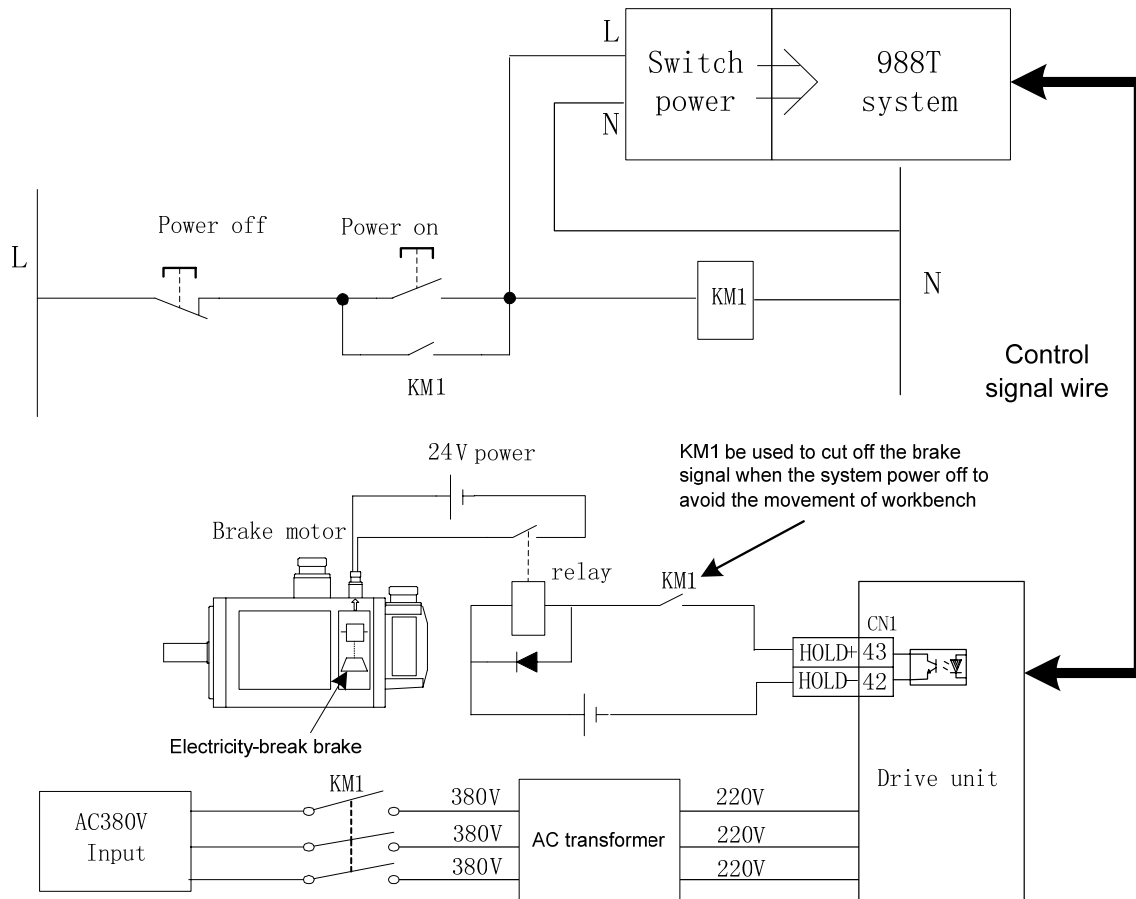 L
Switch
power
N
988T
system
Power off
Power on
L
KM1
N
KM1
Control
signal wire
24V power
KM1 be used to cut off the brake
signal when the system power off to
avoid the movement of workbench
Brake motor
relay
KM1
CN1
HOLD+ 43
HOLD- 42
Electricity-break brake
Drive unit
AC380V
Input
KM1
380V
380V
380V
AC transformer
220V
220V
220V